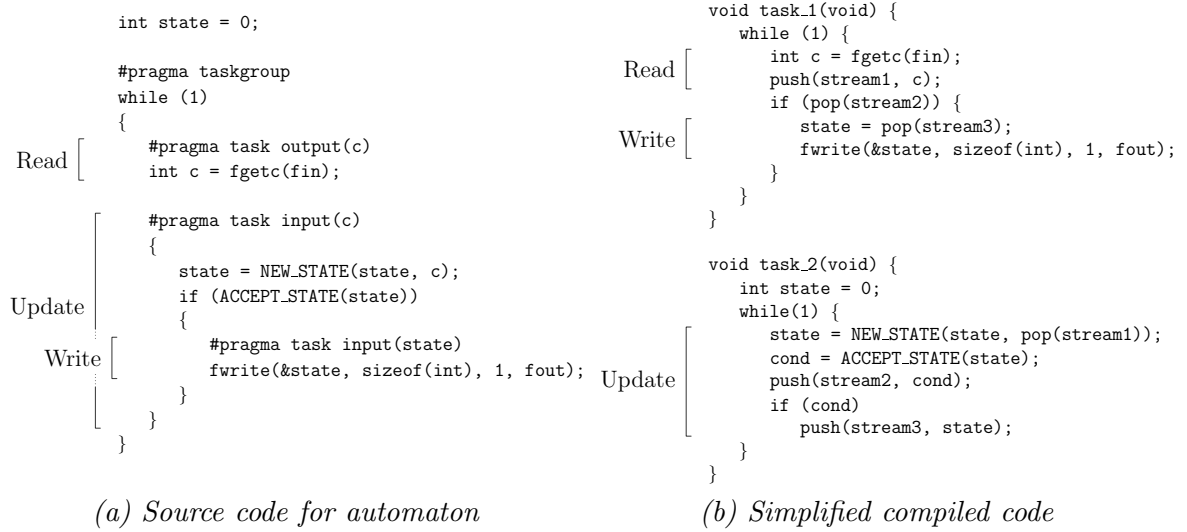 int state = 0;
#pragma taskgroup
while (1)
{
Read
#pragma task output(c)
int c = fgetc(fin);
#pragma task input(c)
{
state = NEW_STATE(state, c);
Update
if (ACCEPT_STATE(state))
{
Write
#pragma task input(state)
fwrite(&state, sizeof(int), 1, fout);
}
}
}
(a) Source code for automaton
void task_1(void) {
while (1) {
Read
int c = fgetc(fin);
push(stream1, c);
if (pop(stream2)) {
Write
state = pop(stream3);
fwrite(&state, sizeof(int), 1, fout);
}
}
}
void task_2(void) {
int state = 0;
while(1) {
state = NEW_STATE(state, pop(stream1));
cond = ACCEPT_STATE(state);
Update
push(stream2, cond);
if (cond)
push(stream3, state);
}
}
(b) Simplified compiled code